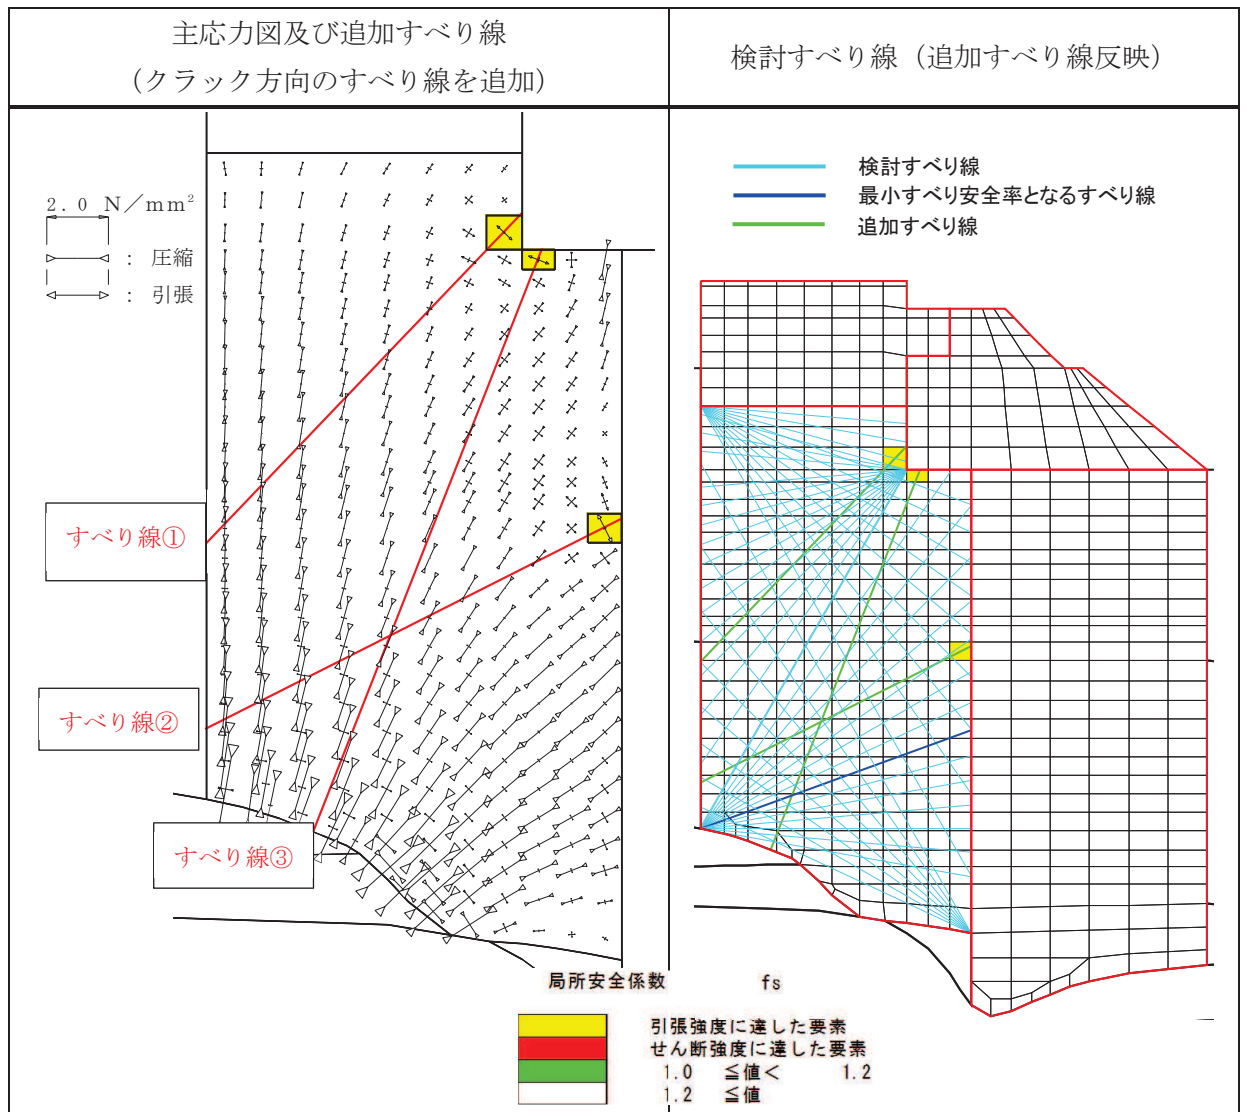 主応力図及び追加すべり線
（クラック方向のすべり線を追加）
検討すべり線（追加すべり線反映）
2.0 N／mm²
： 圧縮
： 引張
検討すべり線
最小すべり安全率となるすべり線
追加すべり線
すべり線①
すべり線②
すべり線③
局所安全係数 fs
引張強度に達した要素
せん断強度に達した要素
1.0 ≦値< 1.2
1.2 ≦値